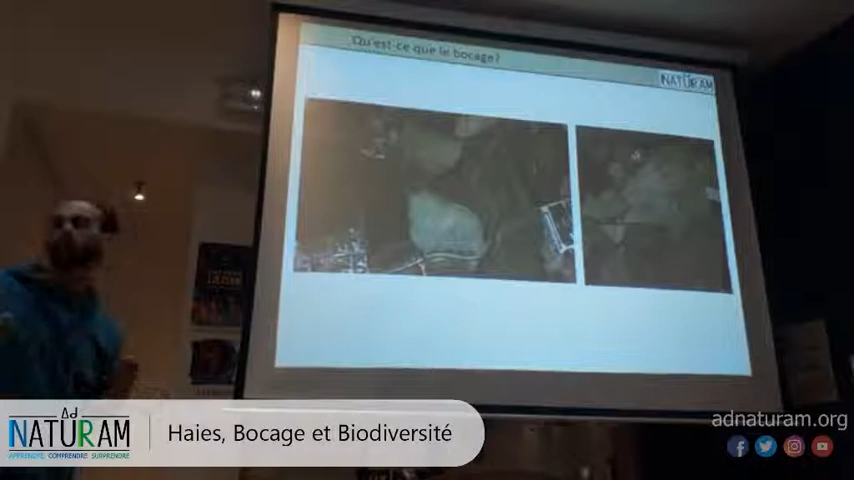 Qu'est-ce que le bocage?
NATURAM
Ad
NATURAM
APPRENDRE, COMPRENDRE, SURPRENDRE
Haies, Bocage et Biodiversité
adnaturam.org